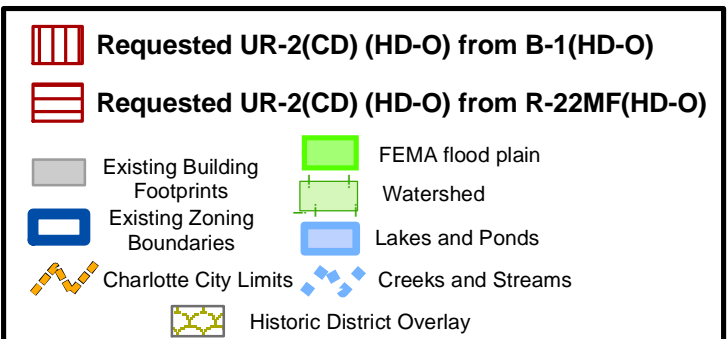 Requested UR-2(CD) (HD-O) from B-1(HD-O)
Requested UR-2(CD) (HD-O) from R-22MF(HD-O)
Existing Building
Footprints
Existing Zoning
Boundaries
Charlotte City Limits
FEMA flood plain
Watershed
Lakes and Ponds
Creeks and Streams
Historic District Overlay